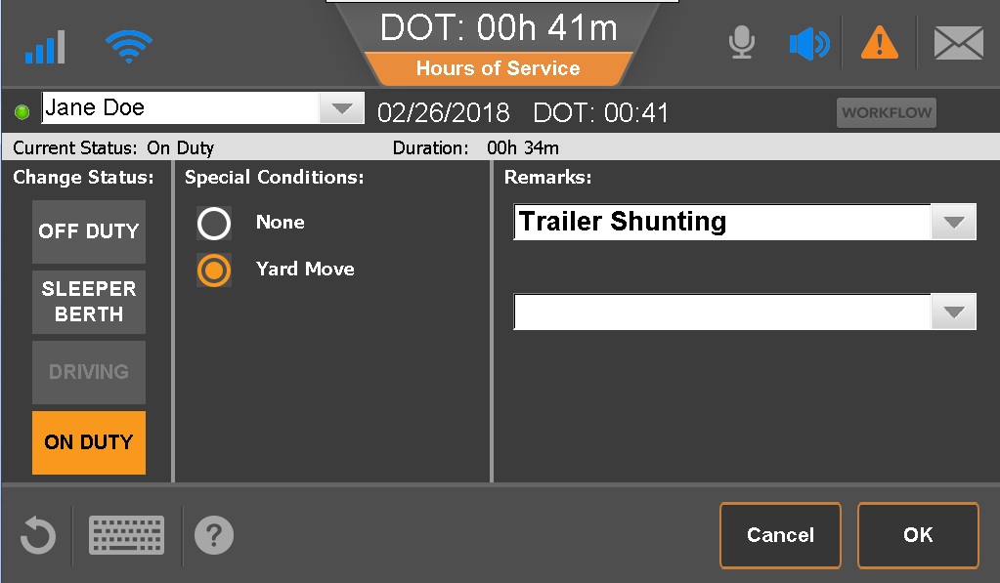 DOT: 00h 41m
Hours of Service
Jane Doe
02/26/2018 DOT: 00:41
WORKFLOW
Current Status: On Duty
Duration: 00h 34m
Change Status:
OFF DUTY
SLEEPER
BERTH
DRIVING
ON DUTY
Special Conditions:
None
Yard Move
Remarks:
Trailer Shunting
?
Cancel
OK